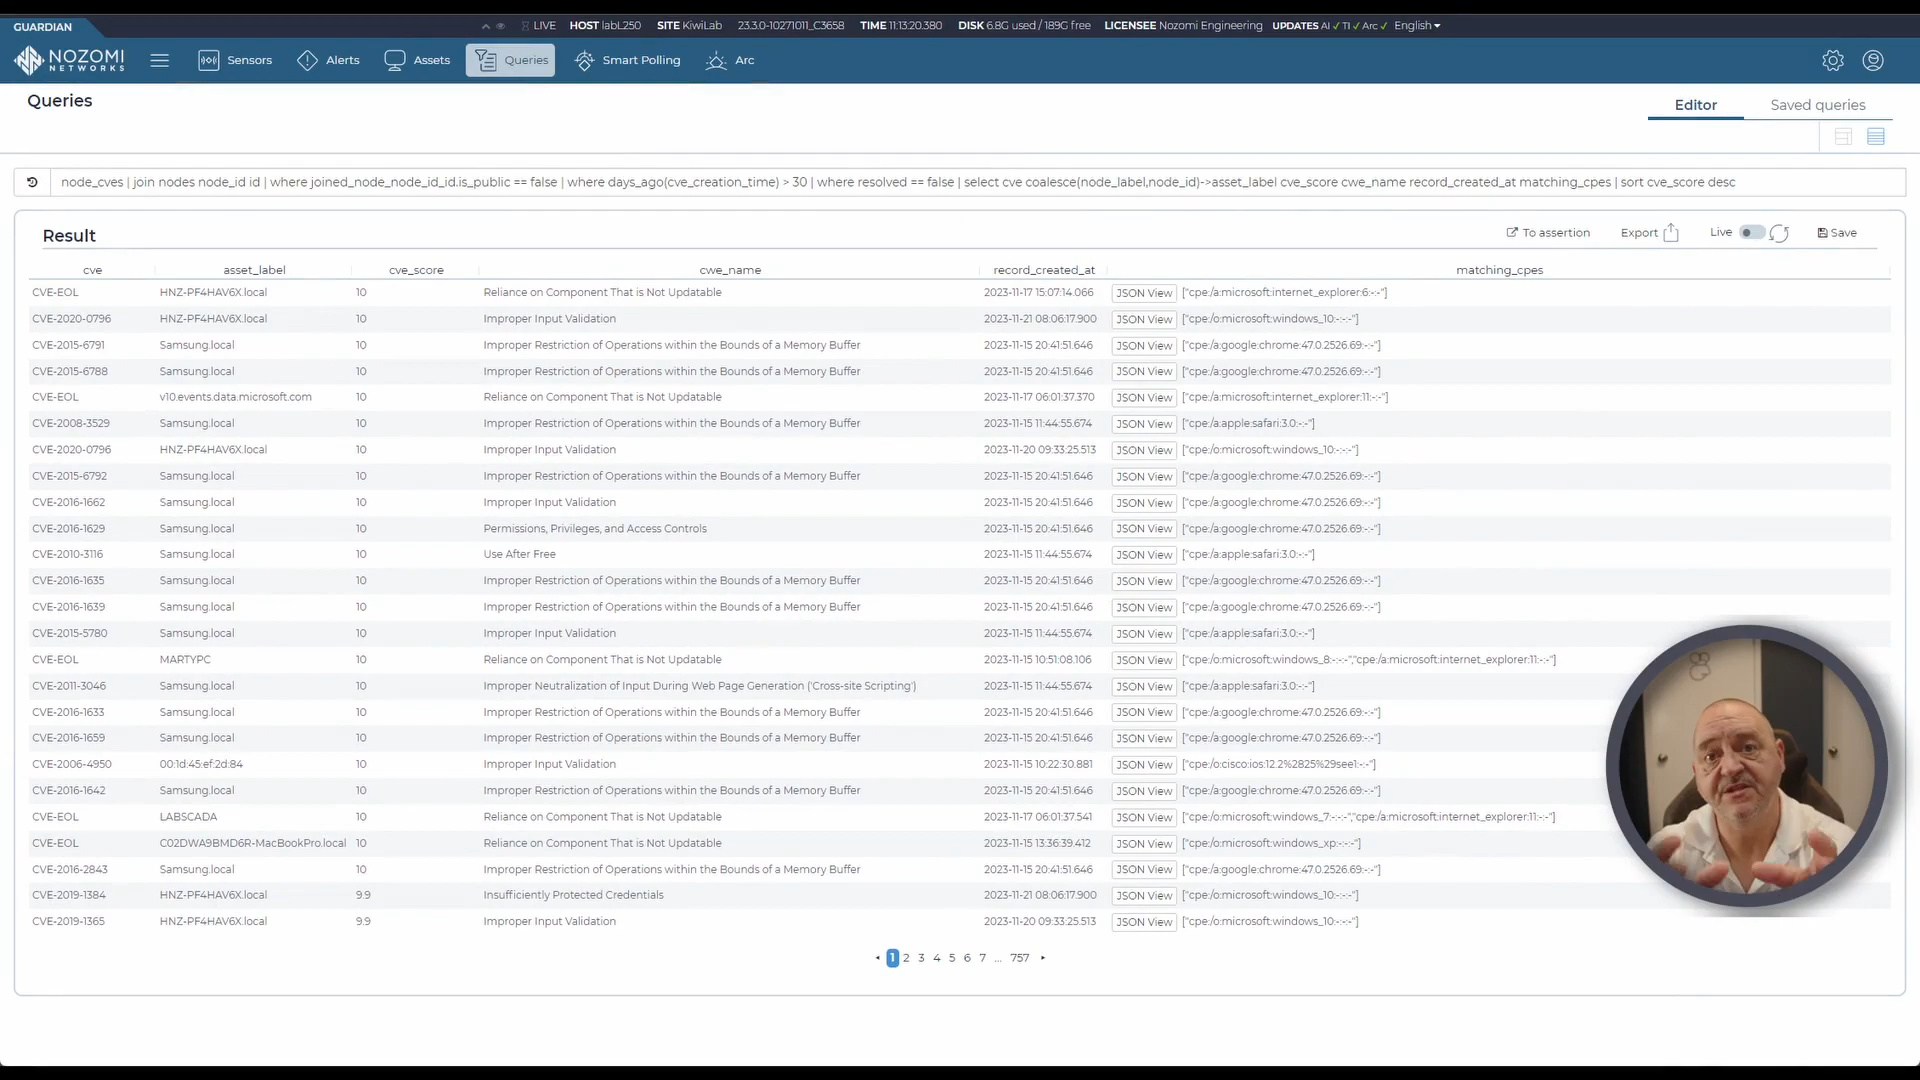 GUARDIAN
LIVE HOST labL250 SITE KiwiLab 23.3.0-10271011_C3658 TIME 11:13:20.380 DISK 6.8G used / 189G free LICENSEE Nozomi Engineering UPDATES AI ✓ TI ✓ Arc ✓ English
NOZOMI NETWORKS Sensors Alerts Assets Queries Smart Polling Arc
Queries
Editor Saved queries
node_cves | join nodes node_id id | where joined_node_node_id_id.is_public == false | where days_ago(cve_creation_time) > 30 | where resolved == false | select cve coalesce(node_label,node_id)->asset_label cve_score cwe_name record_created_at matching_cpes | sort cve_score desc
Result
To assertion Export Live Save
cve asset_label cve_score cwe_name record_created_at matching_cpes
CVE-EOL HNZ-PF4HAV6X.local 10 Reliance on Component That is Not Updatable 2023-11-17 15:07:14.066 JSON View ["cpe:/a:microsoft:internet_explorer:6:-:-"]
CVE-2020-0796 HNZ-PF4HAV6X.local 10 Improper Input Validation 2023-11-21 08:06:17.900 JSON View ["cpe:/o:microsoft:windows_10:-:-:-"]
CVE-2015-6791 Samsung.local 10 Improper Restriction of Operations within the Bounds of a Memory Buffer 2023-11-15 20:41:51.646 JSON View ["cpe:/a:google:chrome:47.0.2526.69:-:-"]
CVE-2015-6788 Samsung.local 10 Improper Restriction of Operations within the Bounds of a Memory Buffer 2023-11-15 20:41:51.646 JSON View ["cpe:/a:google:chrome:47.0.2526.69:-:-"]
CVE-EOL v10.events.data.microsoft.com 10 Reliance on Component That is Not Updatable 2023-11-17 06:01:37.370 JSON View ["cpe:/a:microsoft:internet_explorer:11:-:-"]
CVE-2008-3529 Samsung.local 10 Improper Restriction of Operations within the Bounds of a Memory Buffer 2023-11-15 11:44:55.674 JSON View ["cpe:/a:apple:safari:3.0:-:-"]
CVE-2020-0796 HNZ-PF4HAV6X.local 10 Improper Input Validation 2023-11-20 09:33:25.513 JSON View ["cpe:/o:microsoft:windows_10:-:-:-"]
CVE-2015-6792 Samsung.local 10 Improper Restriction of Operations within the Bounds of a Memory Buffer 2023-11-15 20:41:51.646 JSON View ["cpe:/a:google:chrome:47.0.2526.69:-:-"]
CVE-2016-1662 Samsung.local 10 Improper Input Validation 2023-11-15 20:41:51.646 JSON View ["cpe:/a:google:chrome:47.0.2526.69:-:-"]
CVE-2016-1629 Samsung.local 10 Permissions, Privileges, and Access Controls 2023-11-15 20:41:51.646 JSON View ["cpe:/a:google:chrome:47.0.2526.69:-:-"]
CVE-2010-3116 Samsung.local 10 Use After Free 2023-11-15 11:44:55.674 JSON View ["cpe:/a:apple:safari:3.0:-:-"]
CVE-2016-1635 Samsung.local 10 Improper Restriction of Operations within the Bounds of a Memory Buffer 2023-11-15 20:41:51.646 JSON View ["cpe:/a:google:chrome:47.0.2526.69:-:-"]
CVE-2016-1639 Samsung.local 10 Improper Restriction of Operations within the Bounds of a Memory Buffer 2023-11-15 20:41:51.646 JSON View ["cpe:/a:google:chrome:47.0.2526.69:-:-"]
CVE-2015-5780 Samsung.local 10 Improper Input Validation 2023-11-15 11:44:55.674 JSON View ["cpe:/a:apple:safari:3.0:-:-"]
CVE-EOL MARTYPC 10 Reliance on Component That is Not Updatable 2023-11-15 10:51:08.106 JSON View ["cpe:/o:microsoft:windows_8:-:-:-","cpe:/a:microsoft:internet_explorer:11:-:-"]
CVE-2011-3046 Samsung.local 10 Improper Neutralization of Input During Web Page Generation ('Cross-site Scripting') 2023-11-15 11:44:55.674 JSON View ["cpe:/a:apple:safari:3.0:-:-"]
CVE-2016-1633 Samsung.local 10 Improper Restriction of Operations within the Bounds of a Memory Buffer 2023-11-15 20:41:51.646 JSON View ["cpe:/a:google:chrome:47.0.2526.69:-:-"]
CVE-2016-1659 Samsung.local 10 Improper Restriction of Operations within the Bounds of a Memory Buffer 2023-11-15 20:41:51.646 JSON View ["cpe:/a:google:chrome:47.0.2526.69:-:-"]
CVE-2006-4950 00:1d:45:ef:2d:84 10 Improper Input Validation 2023-11-15 10:22:30.881 JSON View ["cpe:/o:cisco:ios:12.2%2825%29see1:-:-"]
CVE-2016-1642 Samsung.local 10 Improper Restriction of Operations within the Bounds of a Memory Buffer 2023-11-15 20:41:51.646 JSON View ["cpe:/a:google:chrome:47.0.2526.69:-:-"]
CVE-EOL LABSCADA 10 Reliance on Component That is Not Updatable 2023-11-17 06:01:37.541 JSON View ["cpe:/o:microsoft:windows_7:-:-:-","cpe:/a:microsoft:internet_explorer:11:-:-"]
CVE-EOL C02DWA9BMD6R-MacBookPro.local 10 Reliance on Component That is Not Updatable 2023-11-15 13:36:39.412 JSON View ["cpe:/o:microsoft:windows_xp:-:-:-"]
CVE-2016-2843 Samsung.local 10 Improper Restriction of Operations within the Bounds of a Memory Buffer 2023-11-15 20:41:51.646 JSON View ["cpe:/a:google:chrome:47.0.2526.69:-:-"]
CVE-2019-1384 HNZ-PF4HAV6X.local 9.9 Insufficiently Protected Credentials 2023-11-21 08:06:17.900 JSON View ["cpe:/o:microsoft:windows_10:-:-:-"]
CVE-2019-1365 HNZ-PF4HAV6X.local 9.9 Improper Input Validation 2023-11-20 09:33:25.513 JSON View ["cpe:/o:microsoft:windows_10:-:-:-"]
1 2 3 4 5 6 7 ... 757